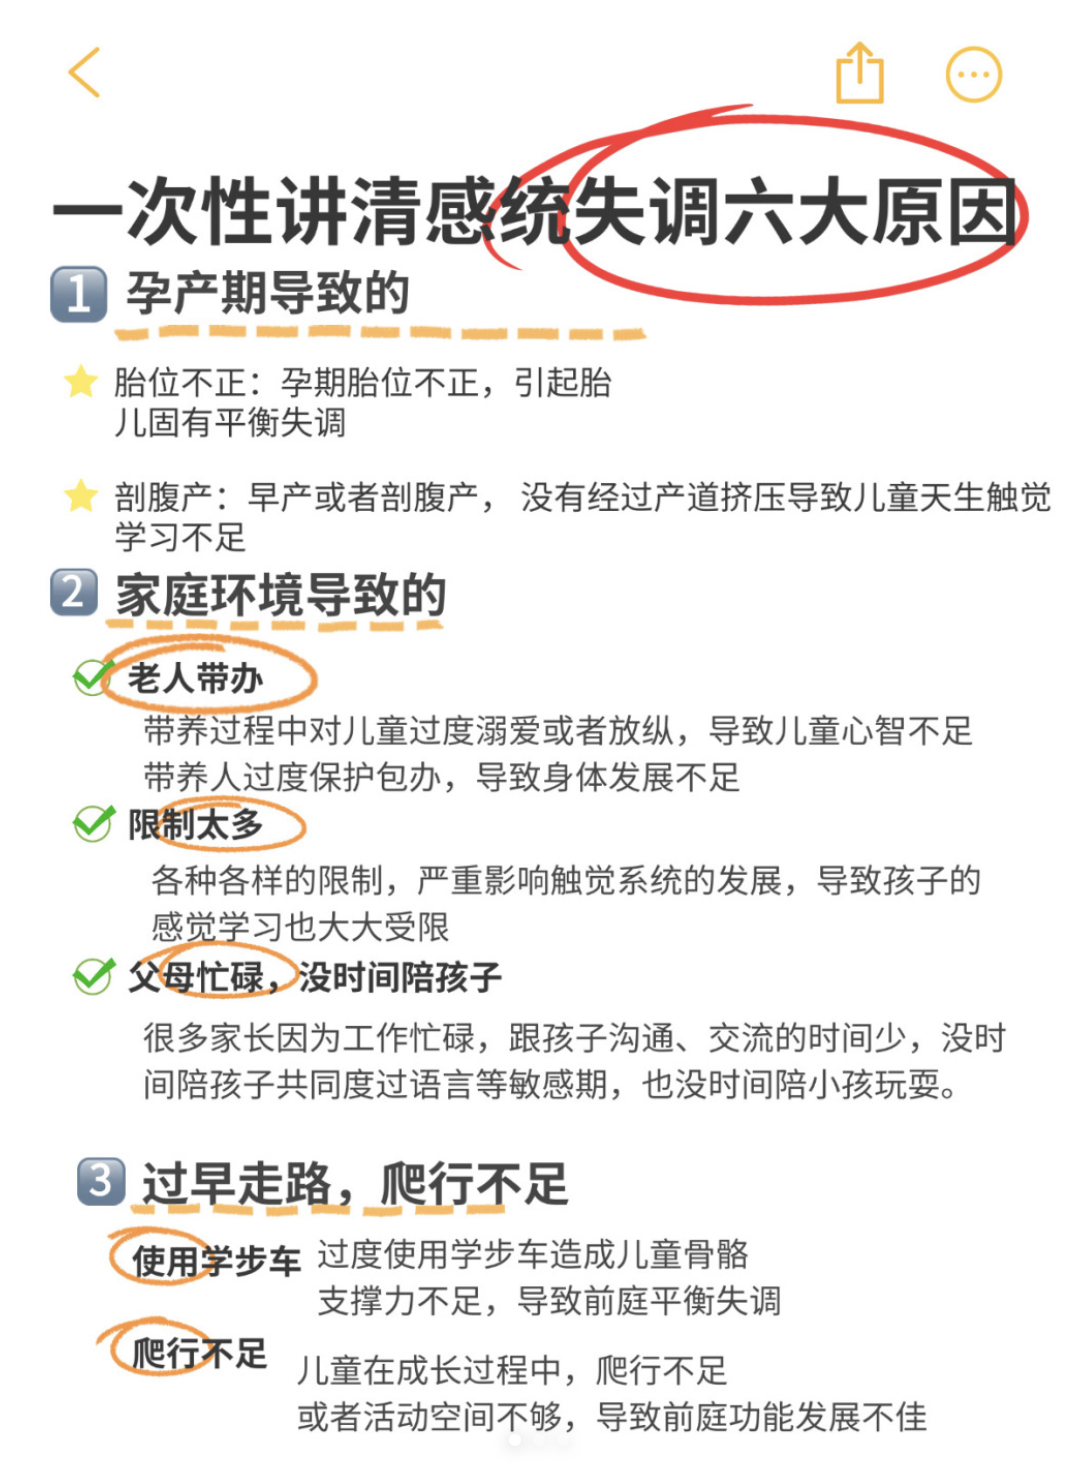 一次性讲清感统失调六大原因
1 孕产期导致的
胎位不正：孕期胎位不正，引起胎
儿固有平衡失调
剖腹产：早产或者剖腹产， 没有经过产道挤压导致儿童天生触觉
学习不足
2 家庭环境导致的
老人带办
带养过程中对儿童过度溺爱或者放纵，导致儿童心智不足
带养人过度保护包办，导致身体发展不足
限制太多
各种各样的限制，严重影响触觉系统的发展，导致孩子的
感觉学习也大大受限
父母忙碌，没时间陪孩子
很多家长因为工作忙碌，跟孩子沟通、交流的时间少，没时
间陪孩子共同度过语言等敏感期，也没时间陪小孩玩耍。
3 过早走路，爬行不足
使用学步车 过度使用学步车造成儿童骨骼
支撑力不足，导致前庭平衡失调
爬行不足
儿童在成长过程中，爬行不足
或者活动空间不够，导致前庭功能发展不佳